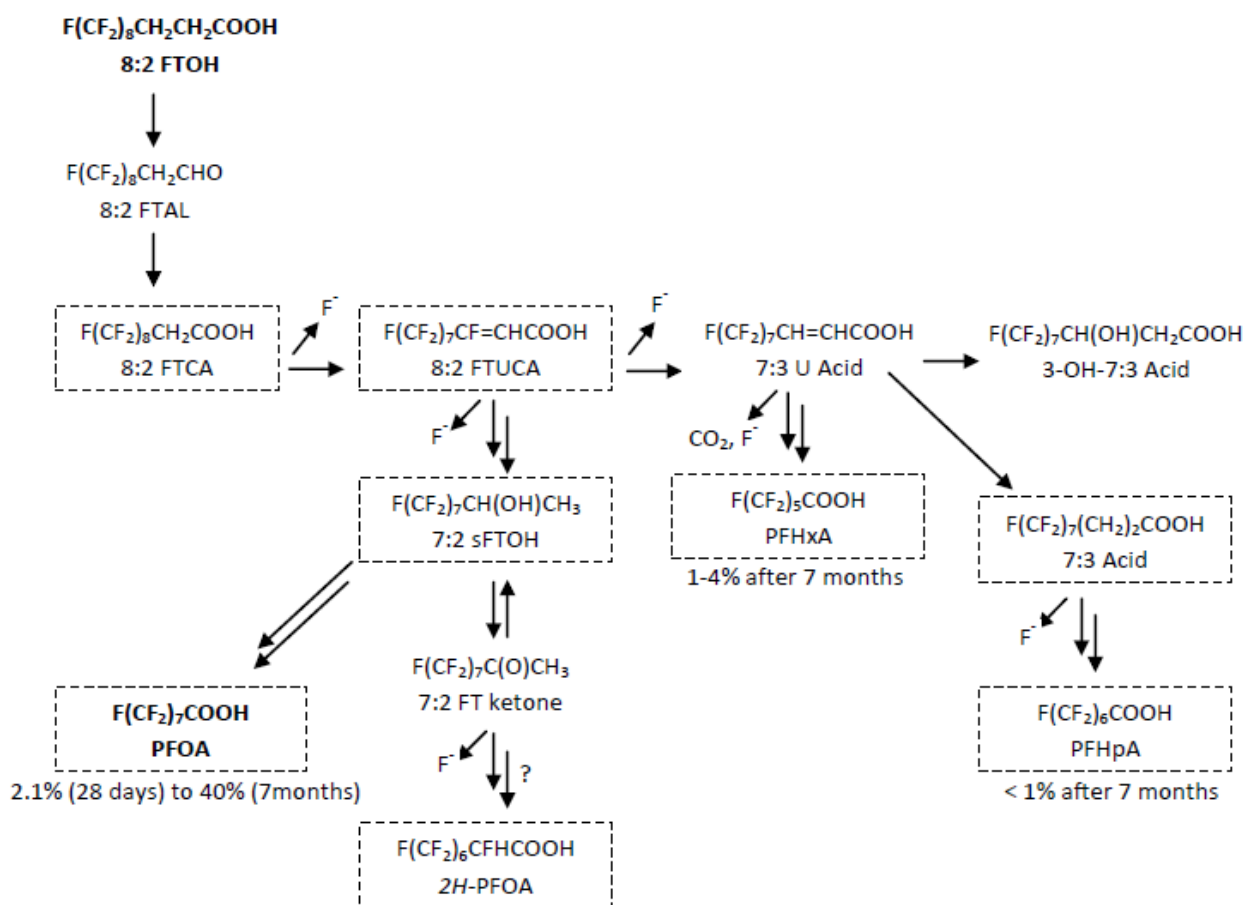 F(CF₂)₈CH₂CH₂COOH
8:2 FTOH
F(CF₂)₈CH₂CHO
8:2 FTAL
F⁻
F⁻
F(CF₂)₈CH₂COOH
8:2 FTCA
F(CF₂)₇CF=CHCOOH
8:2 FTUCA
F(CF₂)₇CH=CHCOOH
7:3 U Acid
F(CF₂)₇CH(OH)CH₂COOH
3-OH-7:3 Acid
F⁻
CO₂, F⁻
F(CF₂)₇CH(OH)CH₃
7:2 sFTOH
F(CF₂)₅COOH
PFHxA
1-4% after 7 months
F(CF₂)₇(CH₂)₂COOH
7:3 Acid
F⁻
F(CF₂)₇C(O)CH₃
7:2 FT ketone
F(CF₂)₇COOH
PFOA
2.1% (28 days) to 40% (7months)
F(CF₂)₆COOH
PFHpA
< 1% after 7 months
F⁻
?
F(CF₂)₆CFHCOOH
2H-PFOA